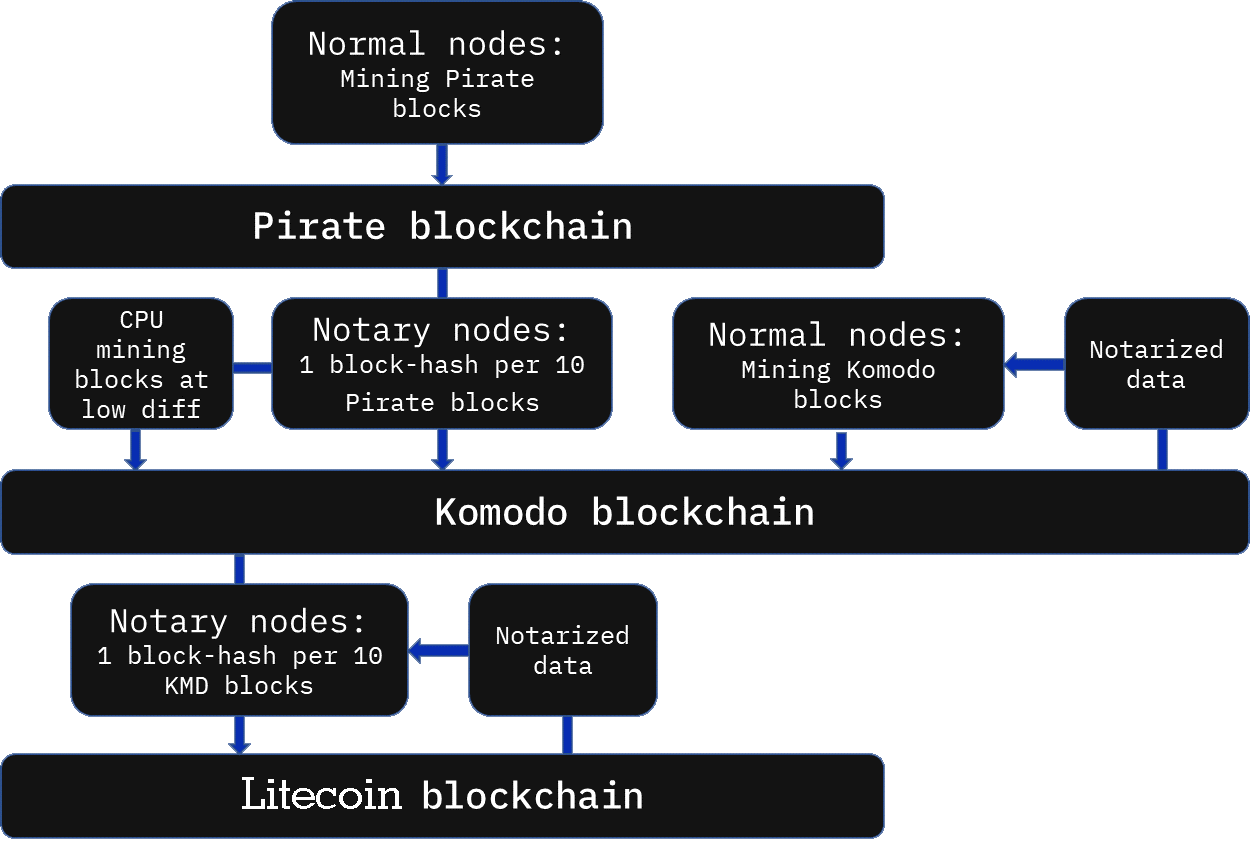 Normal nodes:
Mining Pirate
blocks
Pirate blockchain
CPU
mining
blocks at
low diff
Notary nodes:
1 block-hash per 10
Pirate blocks
Normal nodes:
Mining Komodo
blocks
Notarized
data
Komodo blockchain
Notary nodes:
1 block-hash per 10
KMD blocks
Notarized
data
Litecoin blockchain